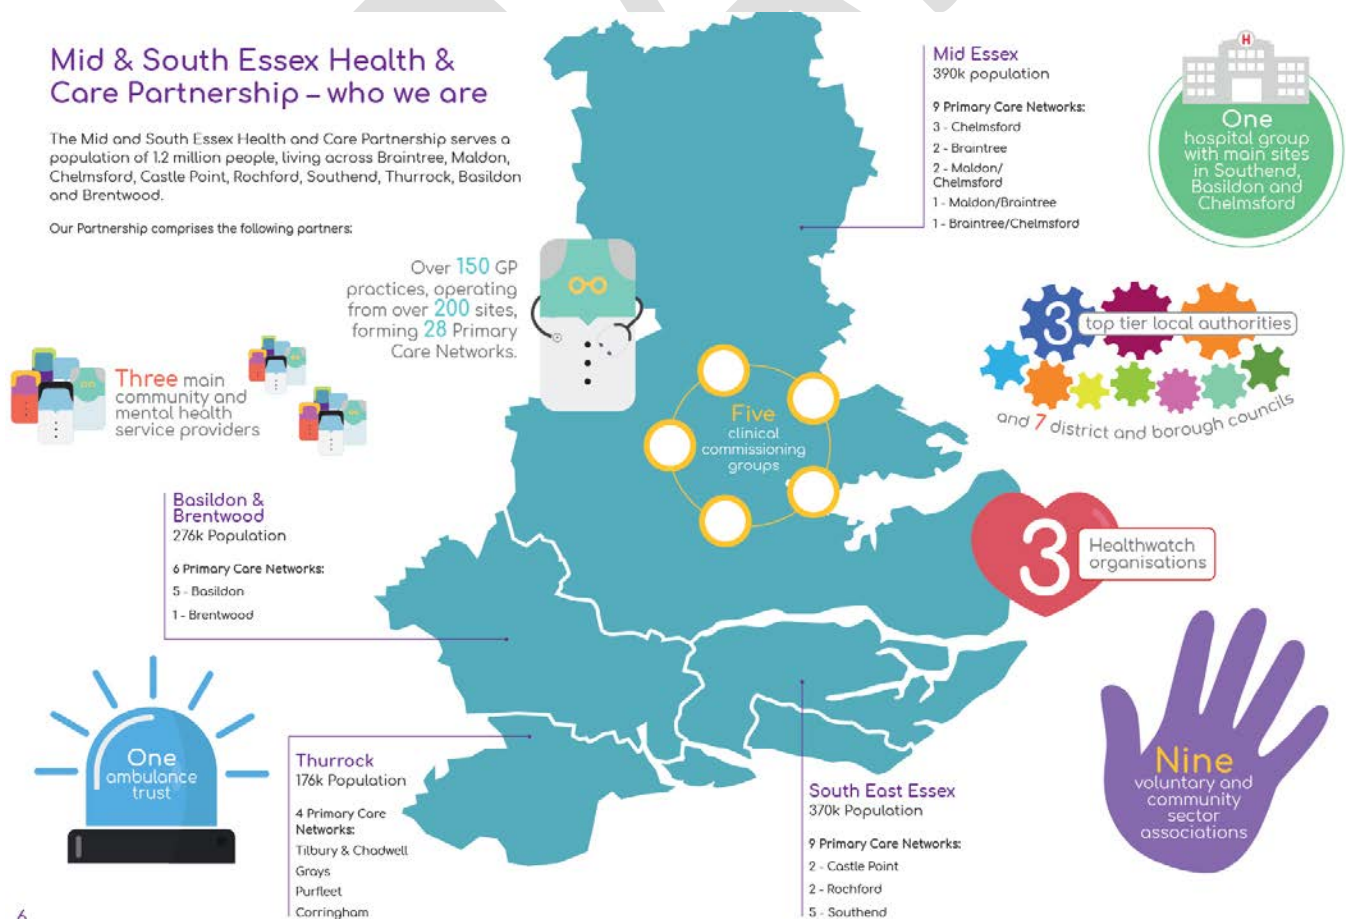 Mid & South Essex Health &
Care Partnership – who we are
The Mid and South Essex Health and Care Partnership serves a
population of 1.2 million people, living across Braintree, Maldon,
Chelmsford, Castle Point, Rochford, Southend, Thurrock, Basildon
and Brentwood.
Our Partnership comprises the following partners:
Over 150 GP
practices, operating
from over 200 sites,
forming 28 Primary
Care Networks.
Three main
community and
mental health
service providers
Mid Essex
390k population
9 Primary Care Networks:
3 - Chelmsford
2 - Braintree
2 - Maldon/
Chelmsford
1 - Maldon/Braintree
1 - Braintree/Chelmsford
H
One
hospital group
with main sites
in Southend,
Basildon and
Chelmsford
3 top tier local authorities
and 7 district and borough councils
Five
clinical
commissioning
groups
3 Healthwatch
organisations
Basildon &
Brentwood
276k Population
6 Primary Care Networks:
5 - Basildon
1 - Brentwood
One
ambulance
trust
Thurrock
176k Population
4 Primary Care
Networks:
Tilbury & Chadwell
Grays
Purfleet
Corringham
South East Essex
370k Population
9 Primary Care Networks:
2 - Castle Point
2 - Rochford
5 - Southend
Nine
voluntary and
community
sector
associations
6